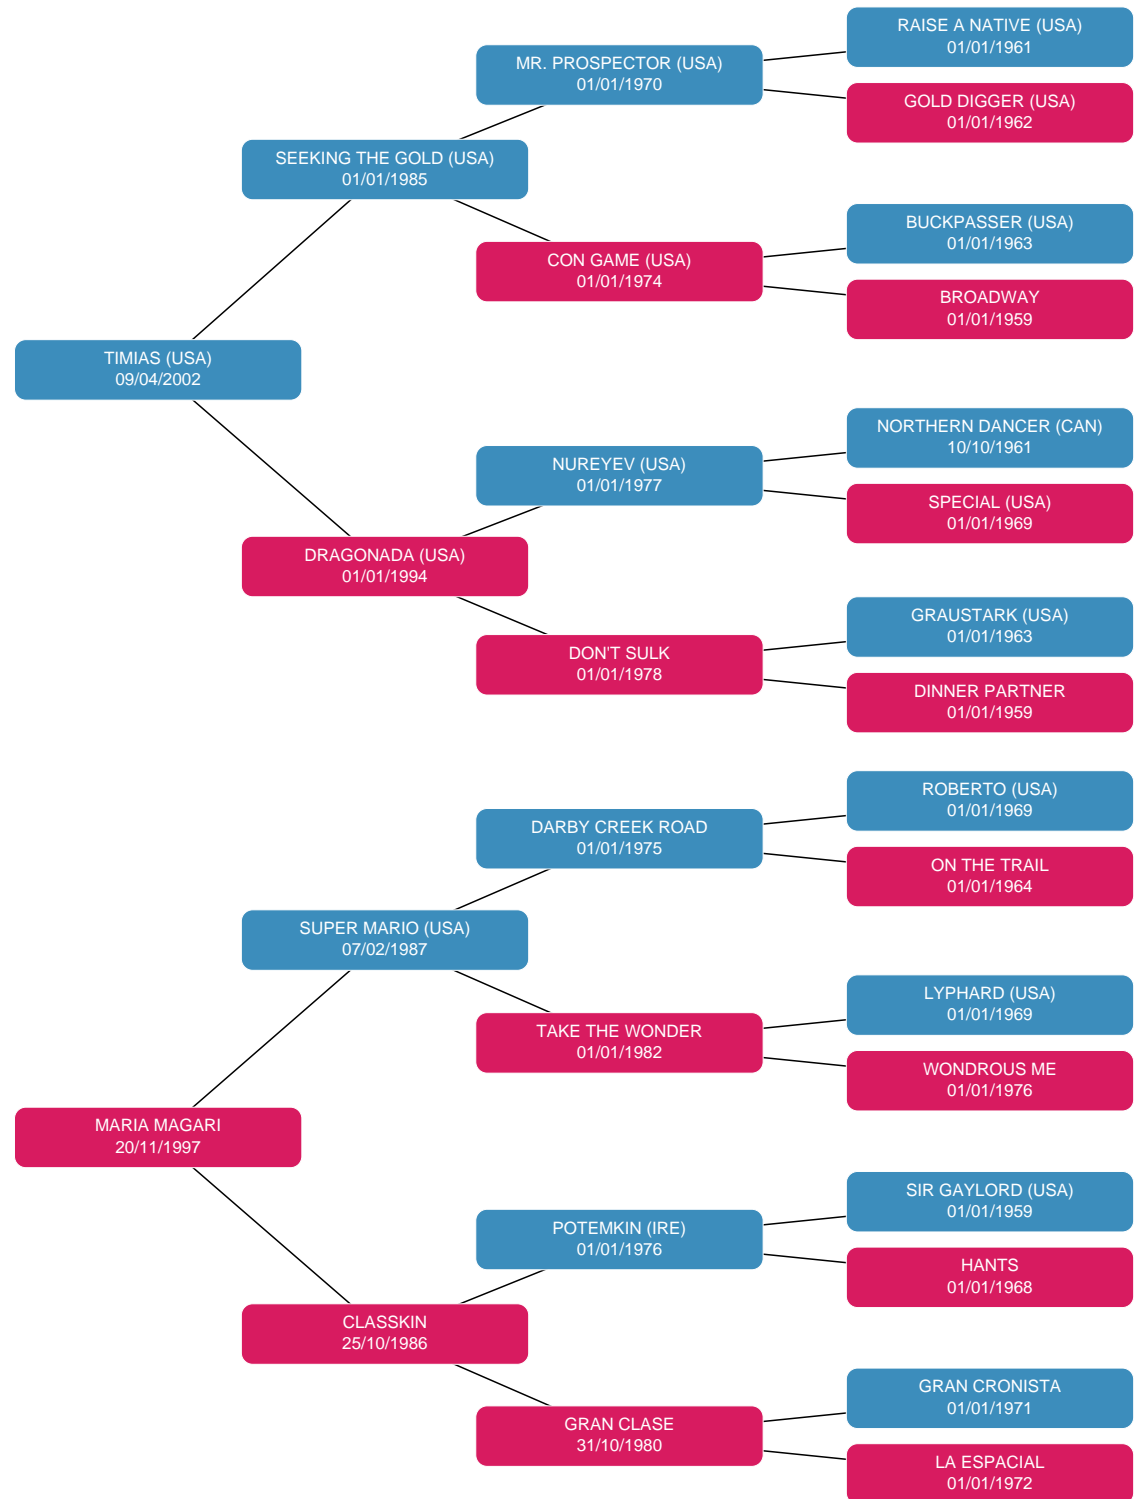 RAISE A NATIVE (USA)
01/01/1961
MR. PROSPECTOR (USA)
01/01/1970
GOLD DIGGER (USA)
01/01/1962
SEEKING THE GOLD (USA)
01/01/1985
BUCKPASSER (USA)
01/01/1963
CON GAME (USA)
01/01/1974
BROADWAY
01/01/1959
TIMIAS (USA)
09/04/2002
NORTHERN DANCER (CAN)
10/10/1961
NUREYEV (USA)
01/01/1977
SPECIAL (USA)
01/01/1969
DRAGONADA (USA)
01/01/1994
GRAUSTARK (USA)
01/01/1963
DON'T SULK
01/01/1978
DINNER PARTNER
01/01/1959
ROBERTO (USA)
01/01/1969
DARBY CREEK ROAD
01/01/1975
ON THE TRAIL
01/01/1964
SUPER MARIO (USA)
07/02/1987
LYPHARD (USA)
01/01/1969
TAKE THE WONDER
01/01/1982
WONDROUS ME
01/01/1976
MARIA MAGARI
20/11/1997
SIR GAYLORD (USA)
01/01/1959
POTEMKIN (IRE)
01/01/1976
HANTS
01/01/1968
CLASSKIN
25/10/1986
GRAN CRONISTA
01/01/1971
GRAN CLASE
31/10/1980
LA ESPACIAL
01/01/1972